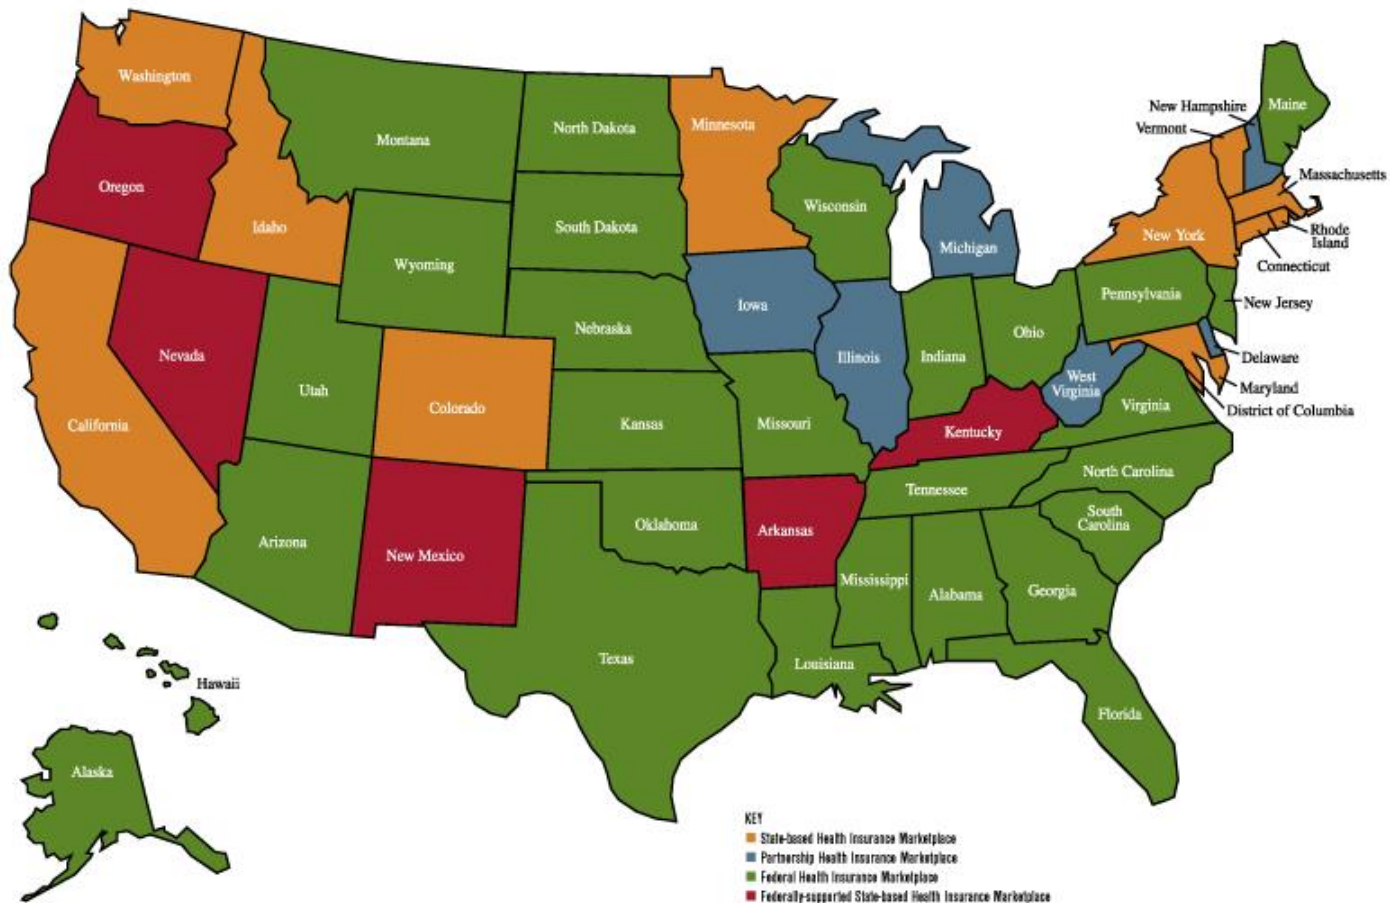 Washington
Oregon
Idaho
Montana
North Dakota
Minnesota
South Dakota
Wyoming
Wisconsin
Michigan
New Hampshire
Vermont
Maine
Massachusetts
New York
Rhode
Island
Connecticut
Pennsylvania
New Jersey
Iowa
Nebraska
Illinois
Indiana
Ohio
West
Virginia
Delaware
Maryland
District of Columbia
Virginia
Nevada
Utah
Colorado
California
Kansas
Missouri
Kentucky
North Carolina
Tennessee
South
Carolina
Arizona
New Mexico
Oklahoma
Arkansas
Mississippi
Alabama
Georgia
Texas
Louisiana
Florida
Hawaii
Alaska
KEY
State-based Health Insurance Marketplace
Partnership Health Insurance Marketplace
Federal Health Insurance Marketplace
Federally-supported State-based Health Insurance Marketplace